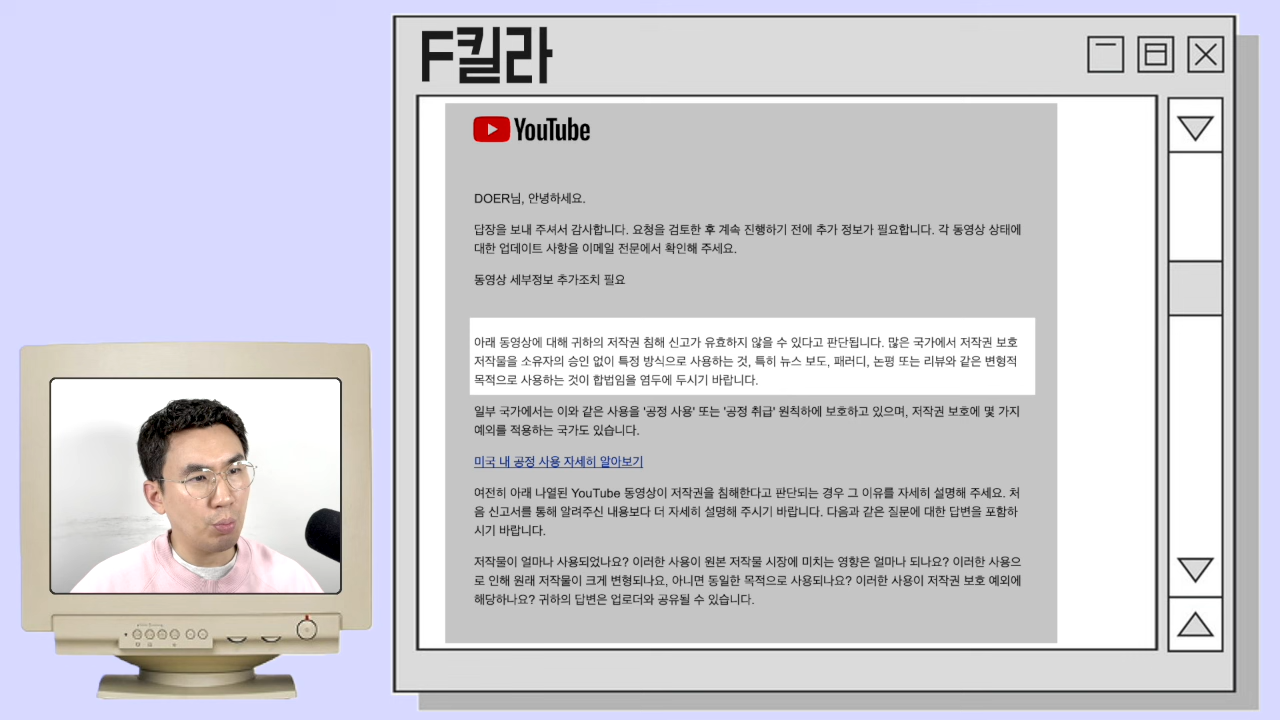 F킬라
YouTube
DOER님, 안녕하세요.
답장을 보내 주셔서 감사합니다. 요청을 검토한 후 계속 진행하기 전에 추가 정보가 필요합니다. 각 동영상 상태에
대한 업데이트 사항을 이메일 전문에서 확인해 주세요.
동영상 세부정보 추가조치 필요
아래 동영상에 대해 귀하의 저작권 침해 신고가 유효하지 않을 수 있다고 판단됩니다. 많은 국가에서 저작권 보호
저작물을 소유자의 승인 없이 특정 방식으로 사용하는 것, 특히 뉴스 보도, 패러디, 논평 또는 리뷰와 같은 변형적
목적으로 사용하는 것이 합법임을 염두에 두시기 바랍니다.
일부 국가에서는 이와 같은 사용을 '공정 사용' 또는 '공정 취급' 원칙하에 보호하고 있으며, 저작권 보호에 몇 가지
예외를 적용하는 국가도 있습니다.
미국 내 공정 사용 자세히 알아보기
여전히 아래 나열된 YouTube 동영상이 저작권을 침해한다고 판단되는 경우 그 이유를 자세히 설명해 주세요. 처
음 신고서를 통해 알려주신 내용보다 더 자세히 설명해 주시기 바랍니다. 다음과 같은 질문에 대한 답변을 포함하
시기 바랍니다.
저작물이 얼마나 사용되었나요? 이러한 사용이 원본 저작물 시장에 미치는 영향은 얼마나 되나요? 이러한 사용으
로 인해 원래 저작물이 크게 변형되나요, 아니면 동일한 목적으로 사용되나요? 이러한 사용이 저작권 보호 예외에
해당하나요? 귀하의 답변은 업로더와 공유될 수 있습니다.